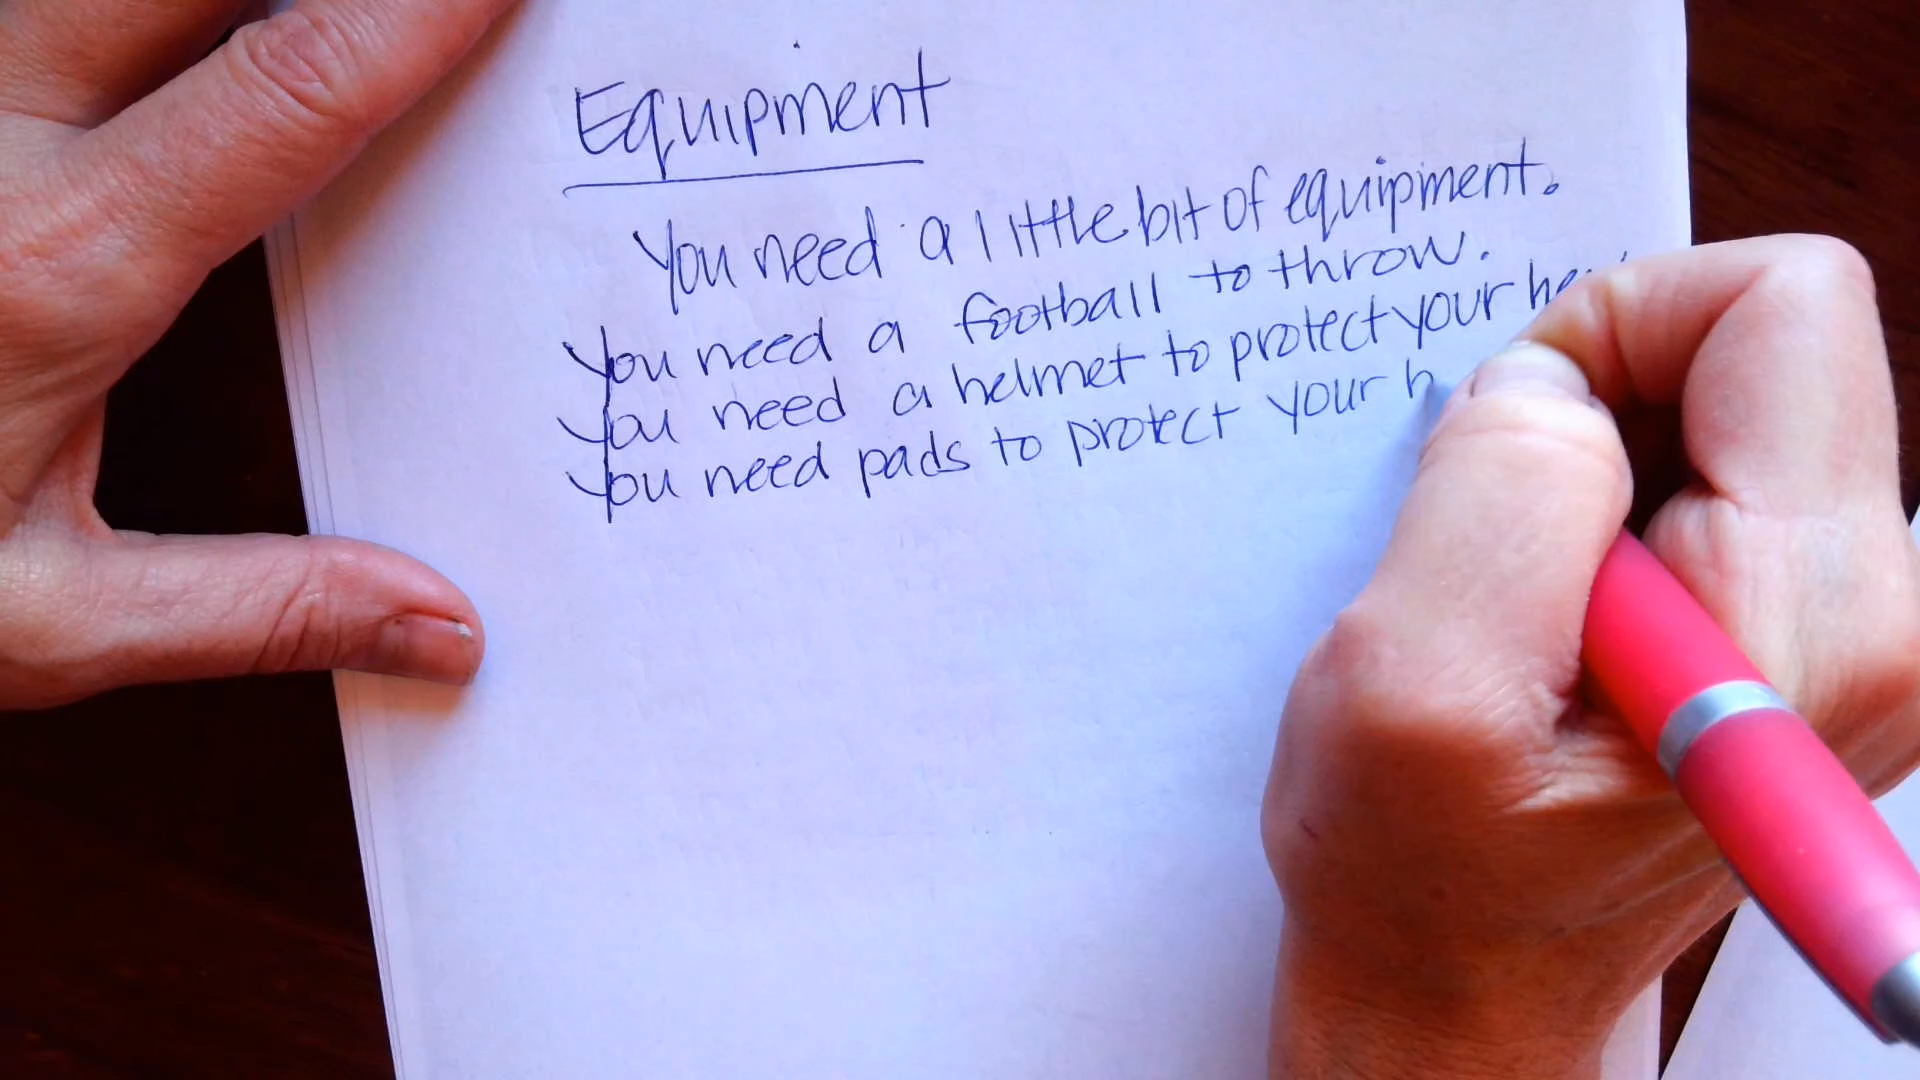 Equipment
You need a little bit of equipment.
You need a football to throw.
You need a helmet to protect your
You need pads to protect your